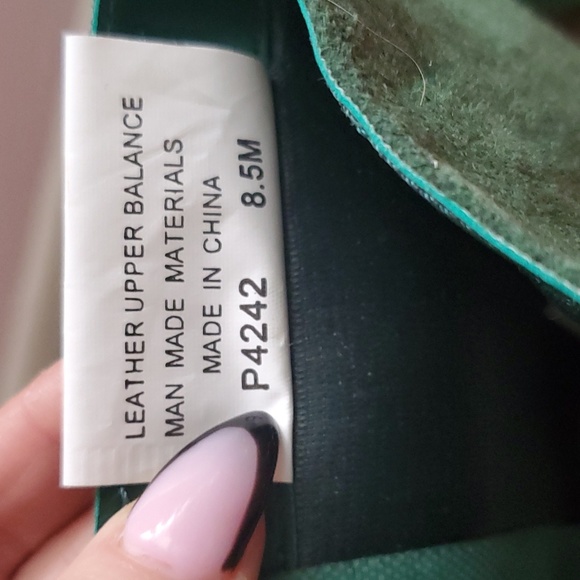 LEATHER UPPER BALANCE
MAN MADE MATERIALS
MADE IN CHINA
P4242 8.5M